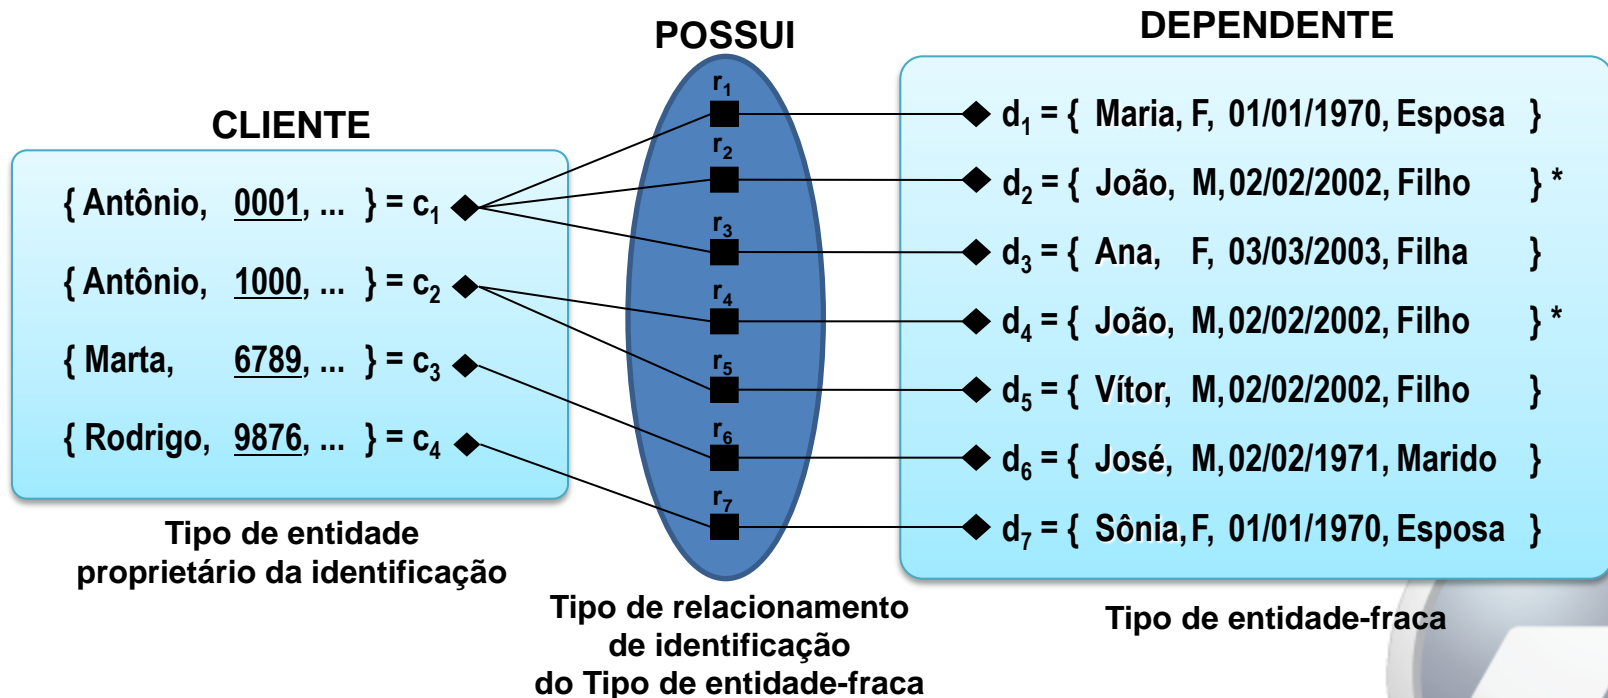 POSSUI
DEPENDENTE
CLIENTE
{ Antônio, 0001, ... } = c1
{ Antônio, 1000, ... } = c2
{ Marta, 6789, ... } = c3
{ Rodrigo, 9876, ... } = c4
Tipo de entidade
proprietário da identificação
r1
r2
r3
r4
r5
r6
r7
Tipo de relacionamento
de identificação
do Tipo de entidade-fraca
d1 = { Maria, F, 01/01/1970, Esposa }
d2 = { João, M, 02/02/2002, Filho } *
d3 = { Ana, F, 03/03/2003, Filha }
d4 = { João, M, 02/02/2002, Filho } *
d5 = { Vítor, M, 02/02/2002, Filho }
d6 = { José, M, 02/02/1971, Marido }
d7 = { Sônia, F, 01/01/1970, Esposa }
Tipo de entidade-fraca